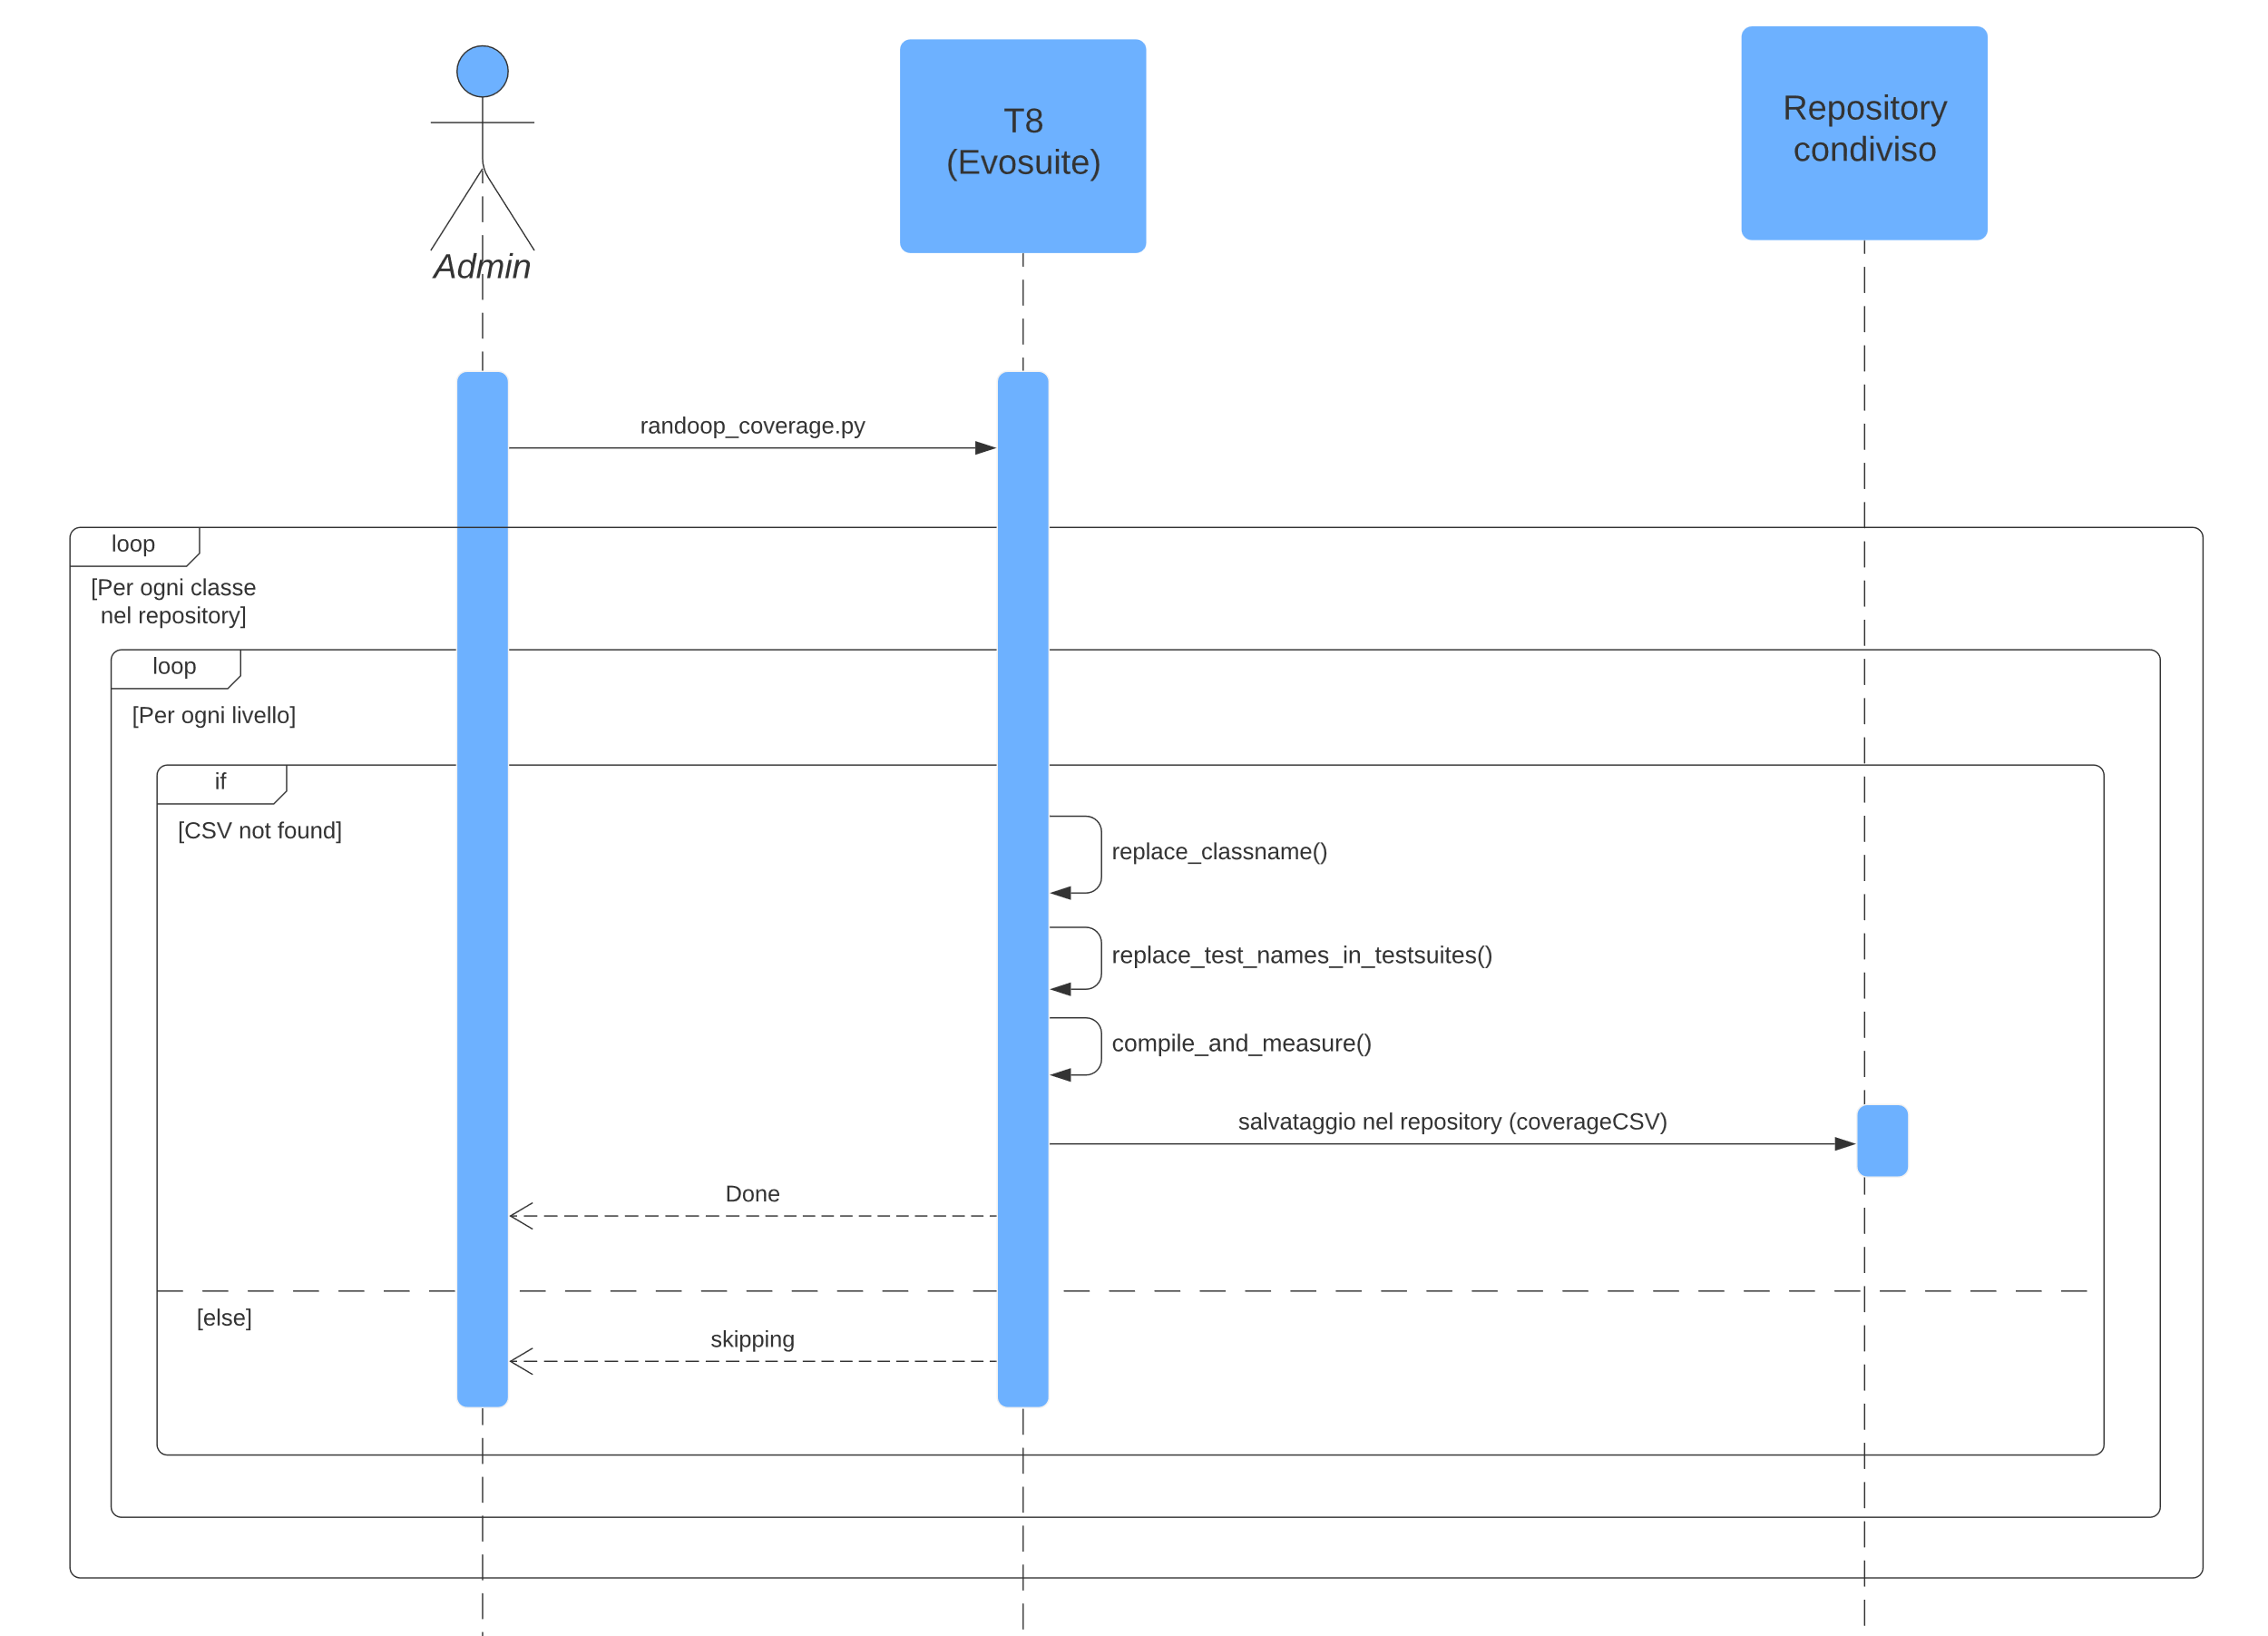 Repository
condiviso
T8
(Evosuite)
Admin
randoop_coverage.py
loop
[Per ogni classe
nel repository]
loop
[Per ogni livello]
if
[CSV not found]
replace_classname()
replace_test_names_in_testsuites()
compile_and_measure()
salvataggio nel repository (coverageCSV)
Done
[else]
skipping